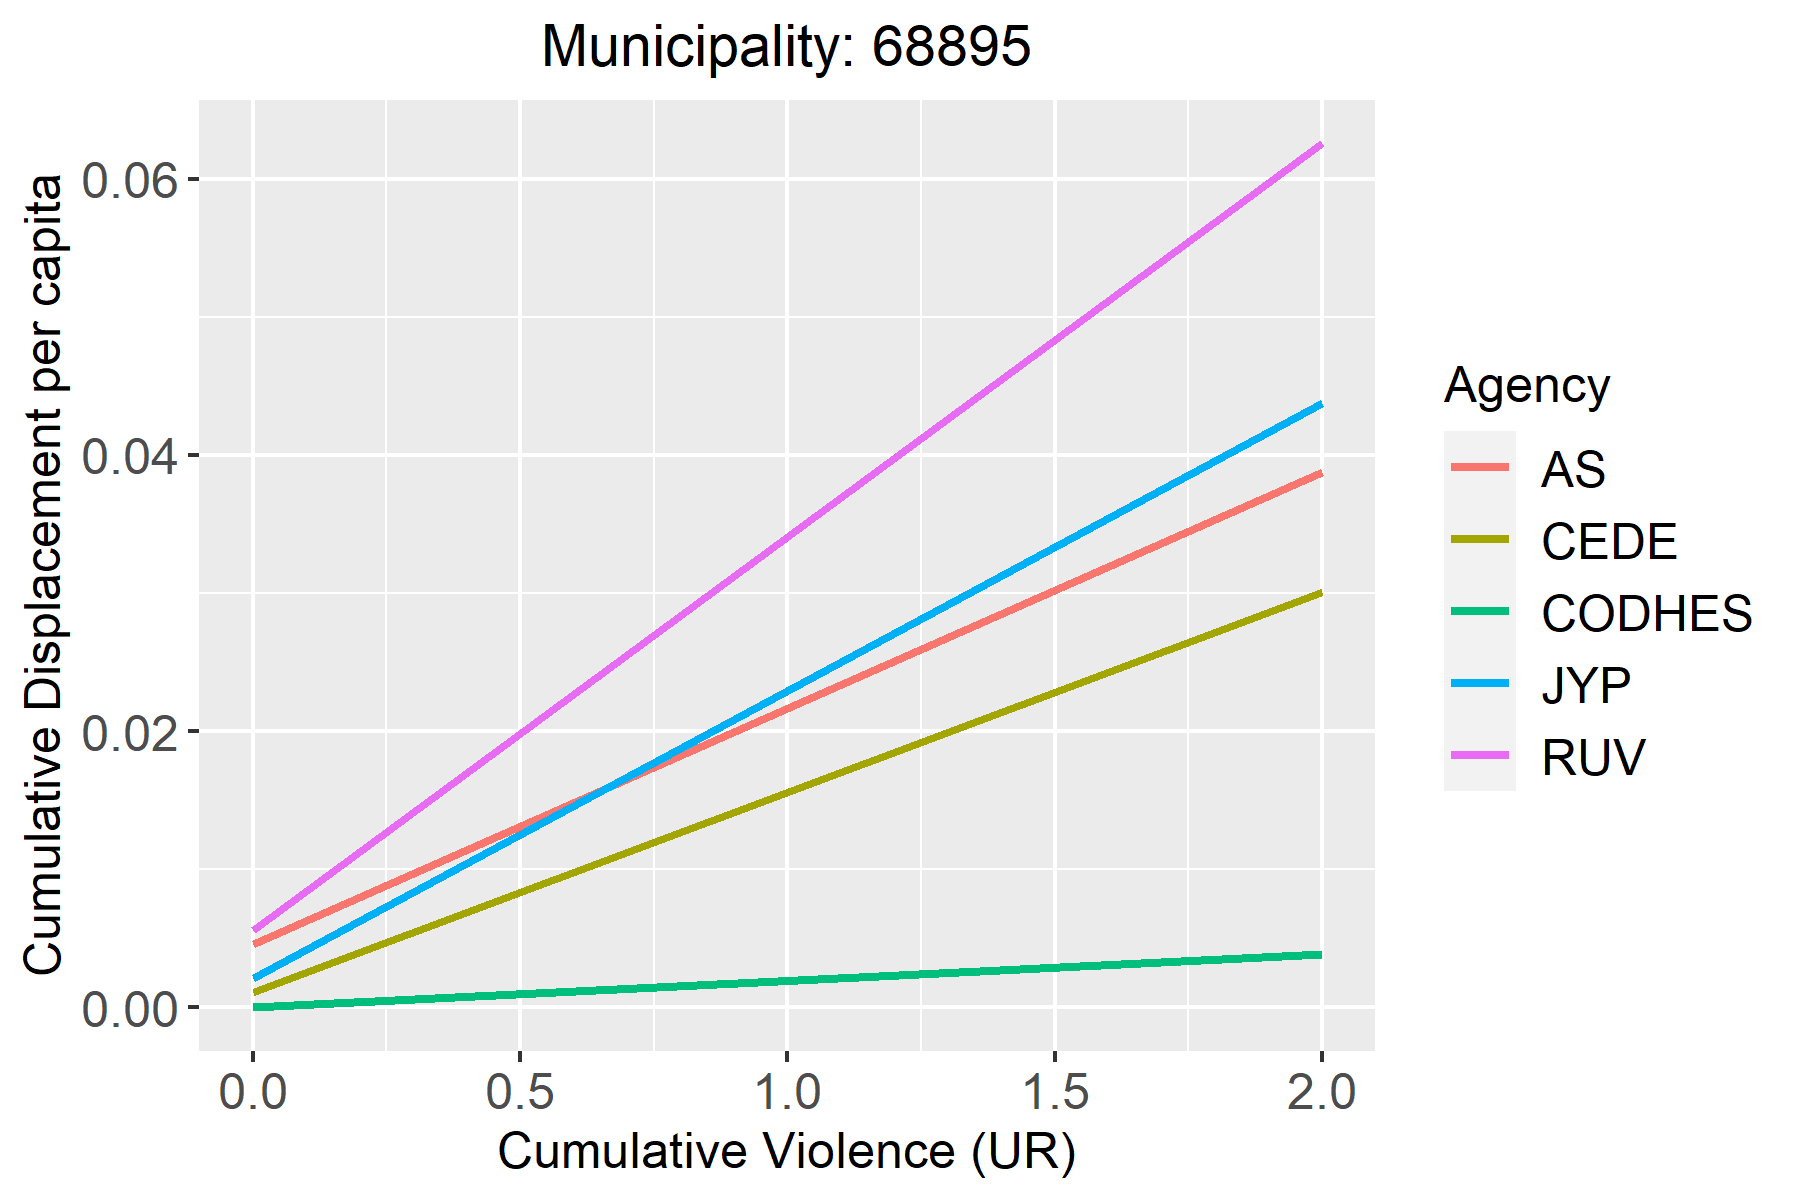 Municipality: 68895
Cumulative Displacement per capita
0.06
0.04
0.02
0.00
0.0 0.5 1.0 1.5 2.0
Cumulative Violence (UR)
Agency
AS
CEDE
CODHES
JYP
RUV